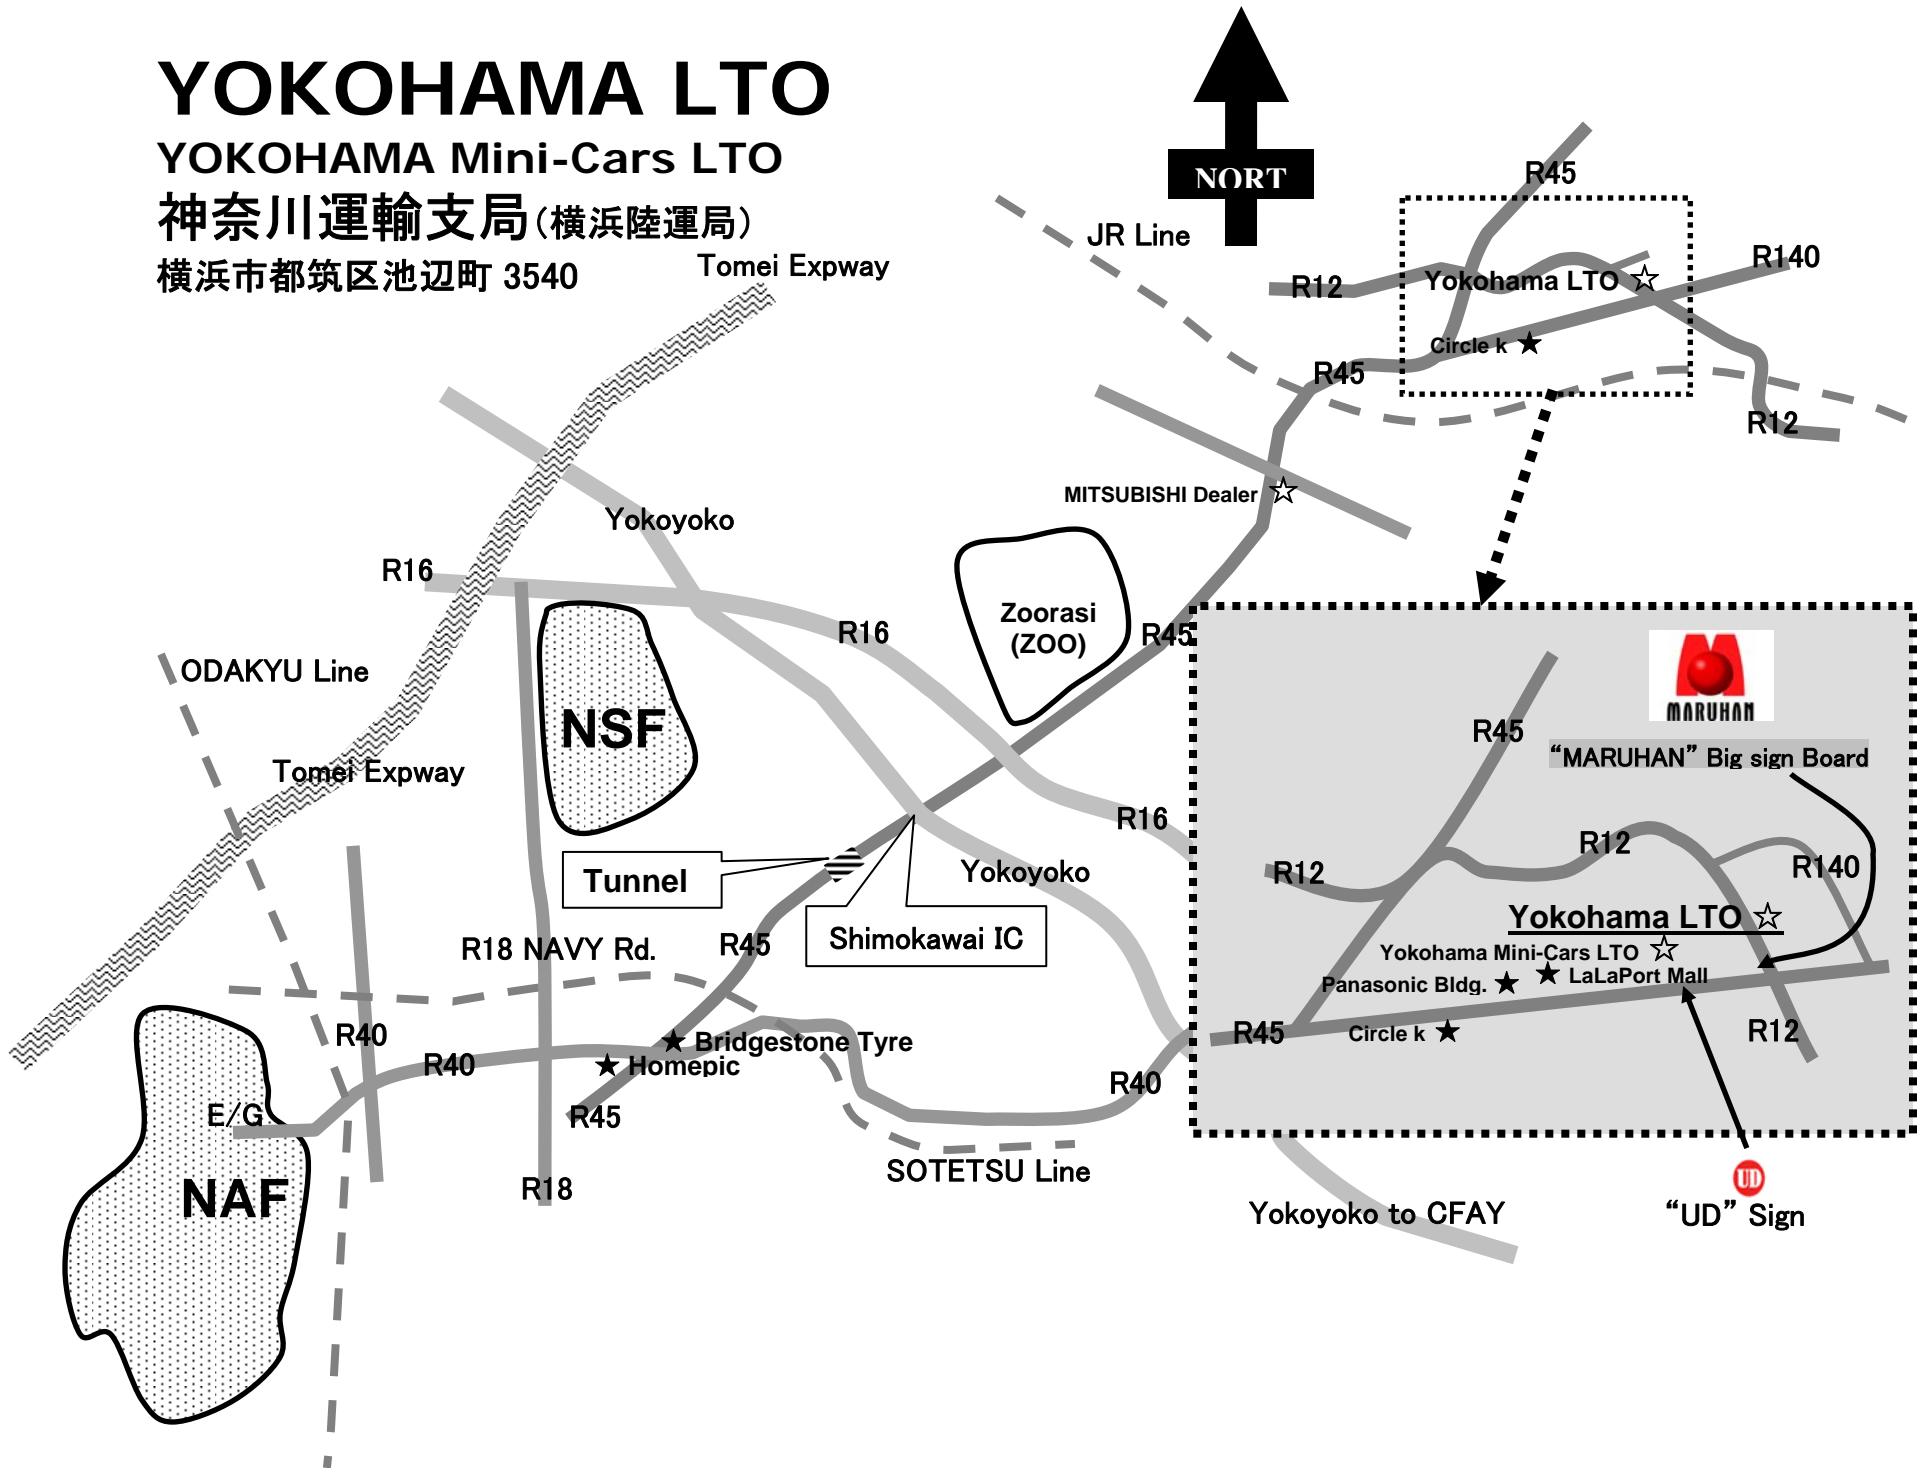 YOKOHAMA LTO
YOKOHAMA Mini-Cars LTO
神奈川運輸支局(横浜陸運局)
横浜市都筑区池辺町 3540
NORT
Tomei Expway
JR Line
R45
R12
Yokohama LTO
R140
Circle k
R45
R12
MITSUBISHI Dealer
Yokoyoko
R16
R16
Zoorasi
(ZOO)
R45
ODAKYU Line
NSF
Tomei Expway
R16
Tunnel
Yokoyoko
Shimokawai IC
R18 NAVY Rd.
R45
R40
R40
Bridgestone Tyre
Homepic
R40
E/G
R45
NAF
R18
SOTETSU Line
MARUHAN
R45
“MARUHAN” Big sign Board
R12
R12
R140
Yokohama LTO
Yokohama Mini-Cars LTO
Panasonic Bldg.
LaLaPort Mall
R45
Circle k
R12
UD
Yokoyoko to CFAY
“UD” Sign